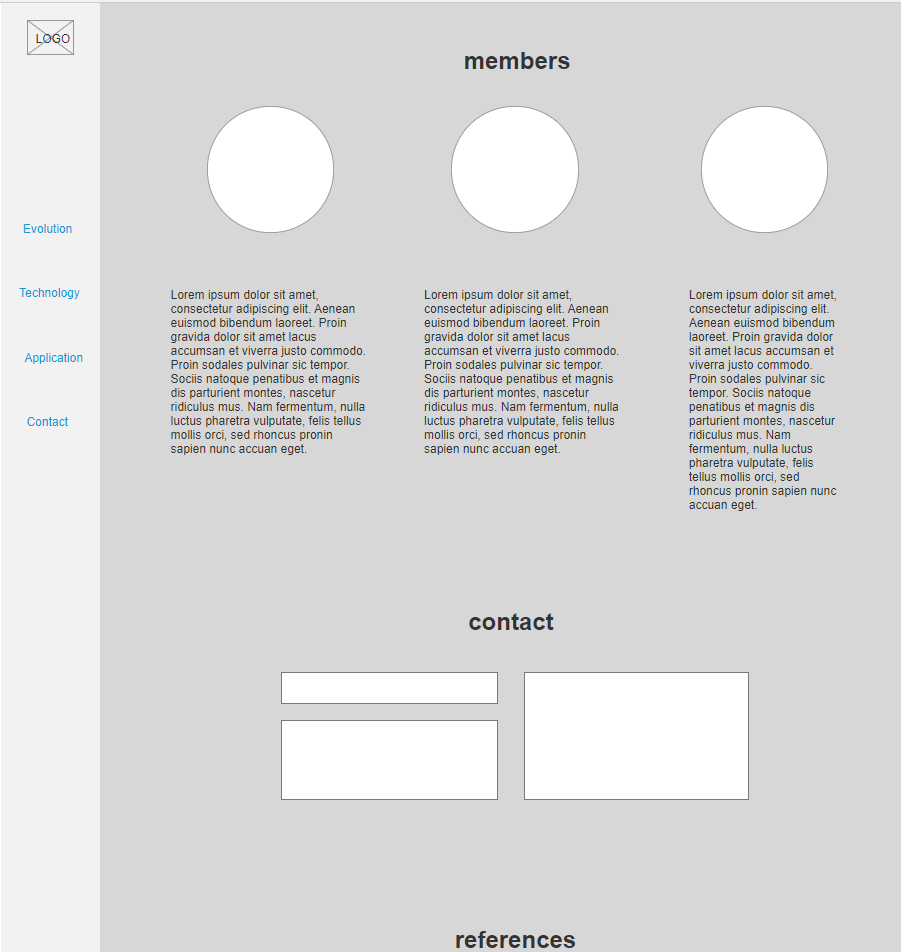 LOGO
Evolution
Technology
Application
Contact
members
Lorem ipsum dolor sit amet,
consectetur adipiscing elit. Aenean
euismod bibendum laoreet. Proin
gravida dolor sit amet lacus
accumsan et viverra justo commodo.
Proin sodales pulvinar sic tempor.
Sociis natoque penatibus et magnis
dis parturient montes, nascetur
ridiculus mus. Nam fermentum, nulla
luctus pharetra vulputate, felis tellus
mollis orci, sed rhoncus pronin
sapien nunc accuan eget.
Lorem ipsum dolor sit amet,
consectetur adipiscing elit. Aenean
euismod bibendum laoreet. Proin
gravida dolor sit amet lacus
accumsan et viverra justo commodo.
Proin sodales pulvinar sic tempor.
Sociis natoque penatibus et magnis
dis parturient montes, nascetur
ridiculus mus. Nam fermentum, nulla
luctus pharetra vulputate, felis tellus
mollis orci, sed rhoncus pronin
sapien nunc accuan eget.
Lorem ipsum dolor sit amet,
consectetur adipiscing elit.
Aenean euismod bibendum
laoreet. Proin gravida dolor
sit amet lacus accumsan et
viverra justo commodo.
Proin sodales pulvinar sic
tempor. Sociis natoque
penatibus et magnis dis
parturient montes, nascetur
ridiculus mus. Nam
fermentum, nulla luctus
pharetra vulputate, felis
tellus mollis orci, sed
rhoncus pronin sapien nunc
accuan eget.
contact
references